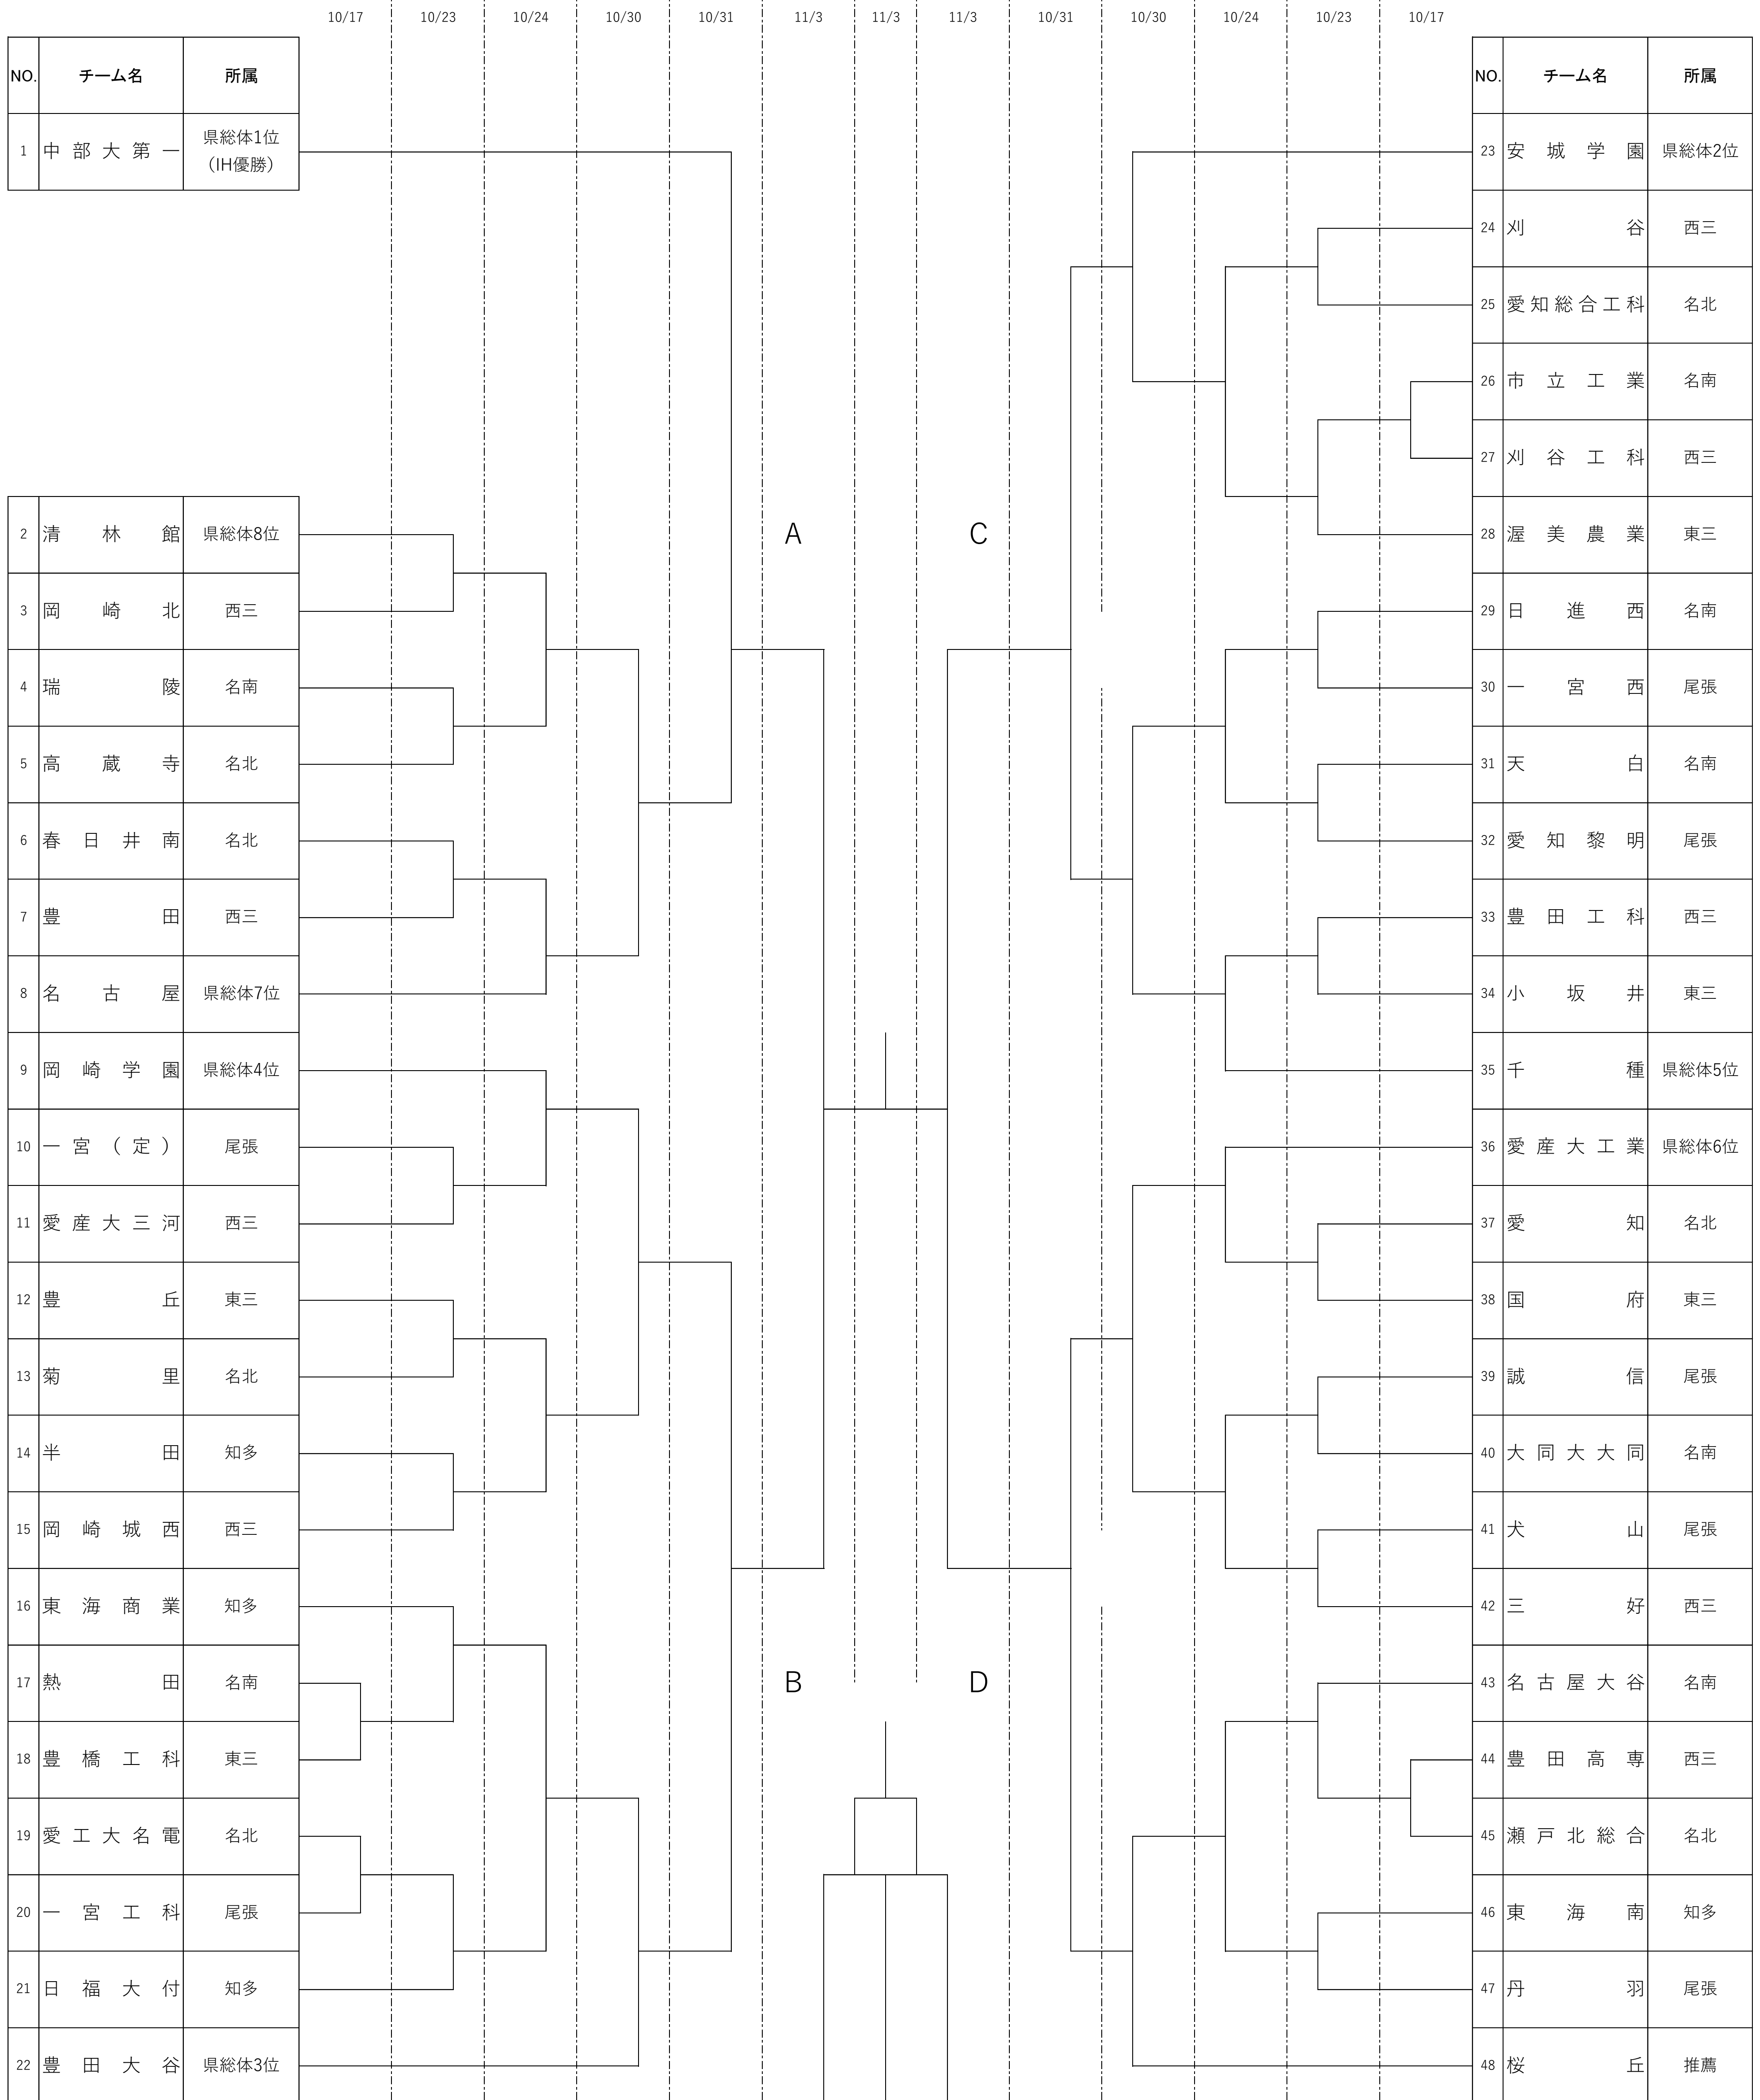 10/17 10/23 10/24 10/30 10/31 11/3 11/3 11/3 10/31 10/30 10/24 10/23 10/17
NO. チーム名 所属
1 中部大第一 県総体1位
（IH優勝）
2 清林館 県総体8位
3 岡崎北 西三
4 瑞陵 名南
5 高蔵寺 名北
6 春日井南 名北
7 豊田 西三
8 名古屋 県総体7位
9 岡崎学園 県総体4位
10 一宮（定） 尾張
11 愛産大三河 西三
12 豊丘 東三
13 菊里 名北
14 半田 知多
15 岡崎城西 西三
16 東海商業 知多
17 熱田 名南
18 豊橋工科 東三
19 愛工大名電 名北
20 一宮工科 尾張
21 日福大付 知多
22 豊田大谷 県総体3位
A
B
C
D
NO. チーム名 所属
23 安城学園 県総体2位
24 刈谷 西三
25 愛知総合工科 名北
26 市立工業 名南
27 刈谷工科 西三
28 渥美農業 東三
29 日進西 名南
30 一宮西 尾張
31 天白 名南
32 愛知黎明 尾張
33 豊田工科 西三
34 小坂井 東三
35 千種 県総体5位
36 愛産大工業 県総体6位
37 愛知 名北
38 国府 東三
39 誠信 尾張
40 大同大大同 名南
41 犬山 尾張
42 三好 西三
43 名古屋大谷 名南
44 豊田高専 西三
45 瀬戸北総合 名北
46 東海南 知多
47 丹羽 尾張
48 桜丘 推薦